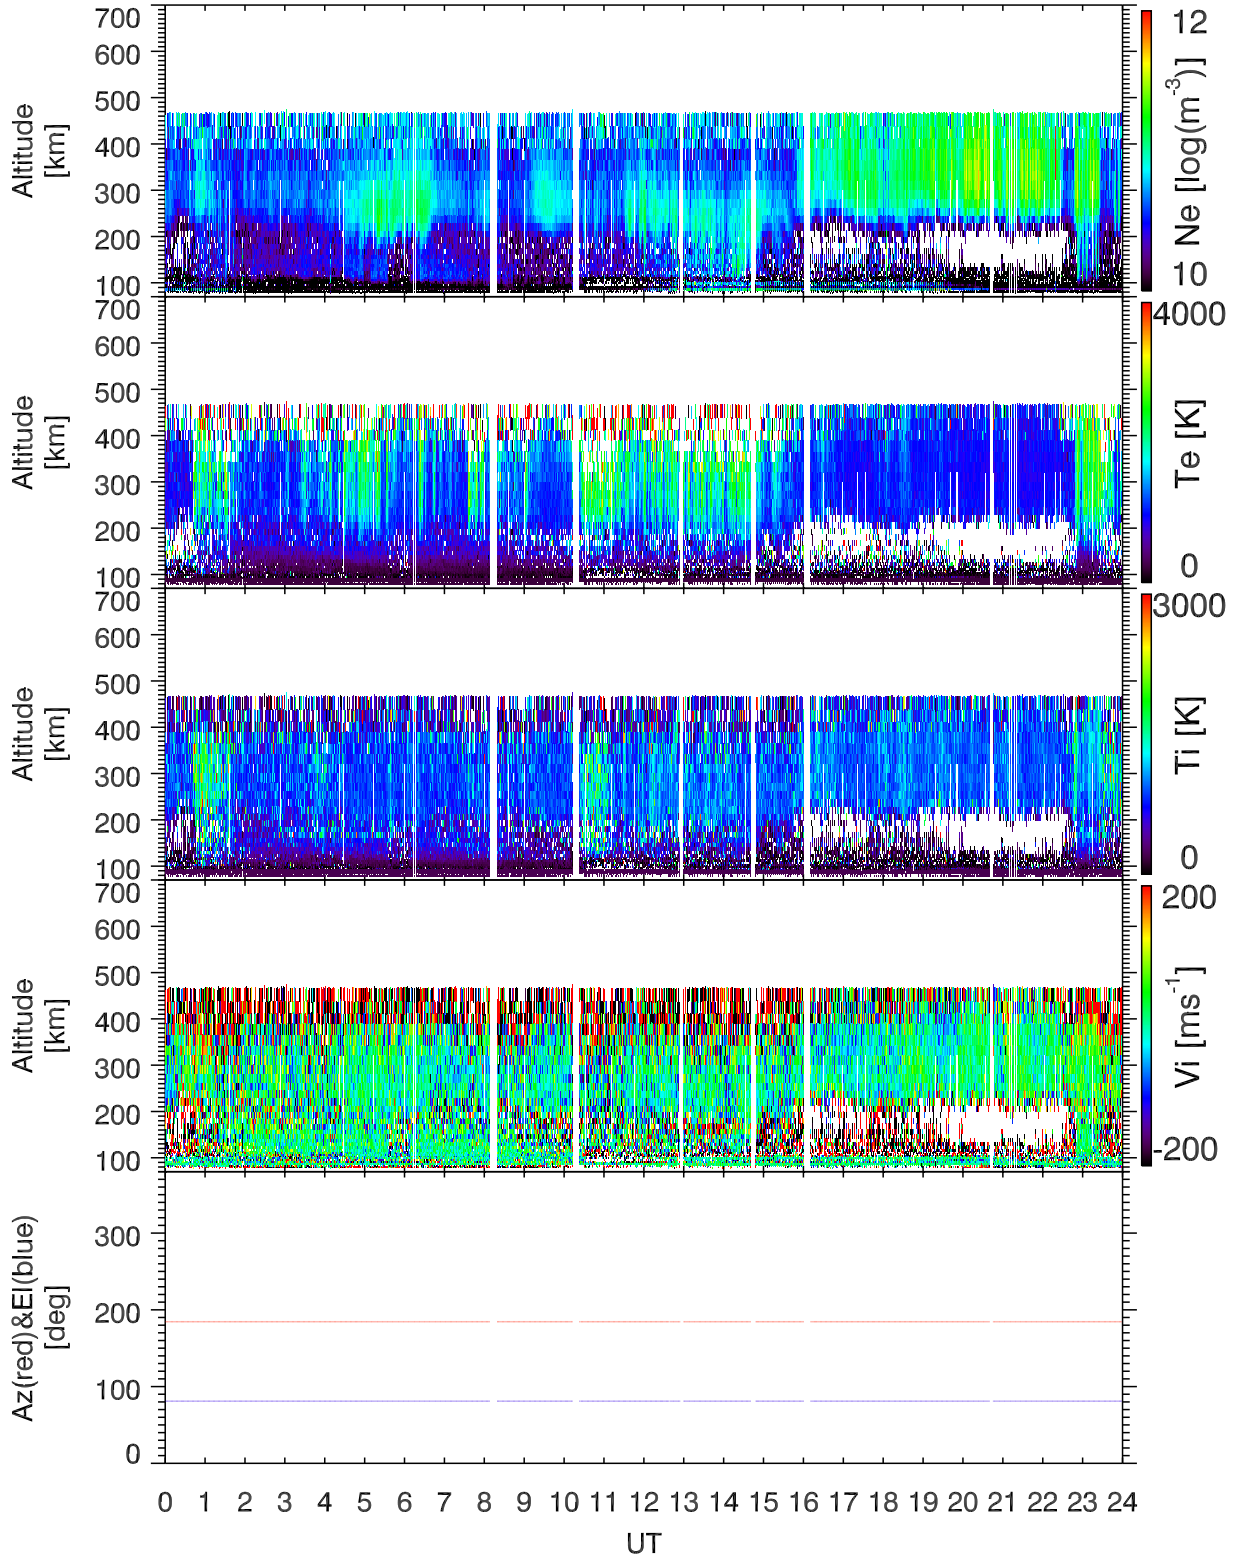 700
600
500
400
300
200
100
Altitude
[km]
12
Ne [log(m⁻³)]
10
700
600
500
400
300
200
100
Altitude
[km]
4000
Te [K]
0
700
600
500
400
300
200
100
Altitude
[km]
3000
Ti [K]
0
700
600
500
400
300
200
100
Altitude
[km]
200
Vi [ms⁻¹]
-200
300
200
100
0
Az(red)&El(blue)
[deg]
0 1 2 3 4 5 6 7 8 9 10 11 12 13 14 15 16 17 18 19 20 21 22 23 24
UT